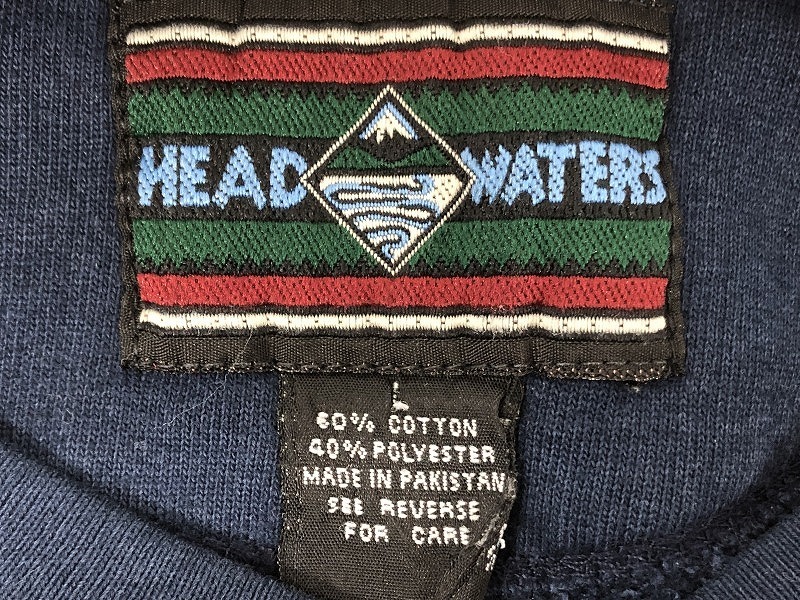 HEAD WATERS
L
60% COTTON
40% POLYESTER
MADE IN PAKISTAN
SEE REVERSE
FOR CARE